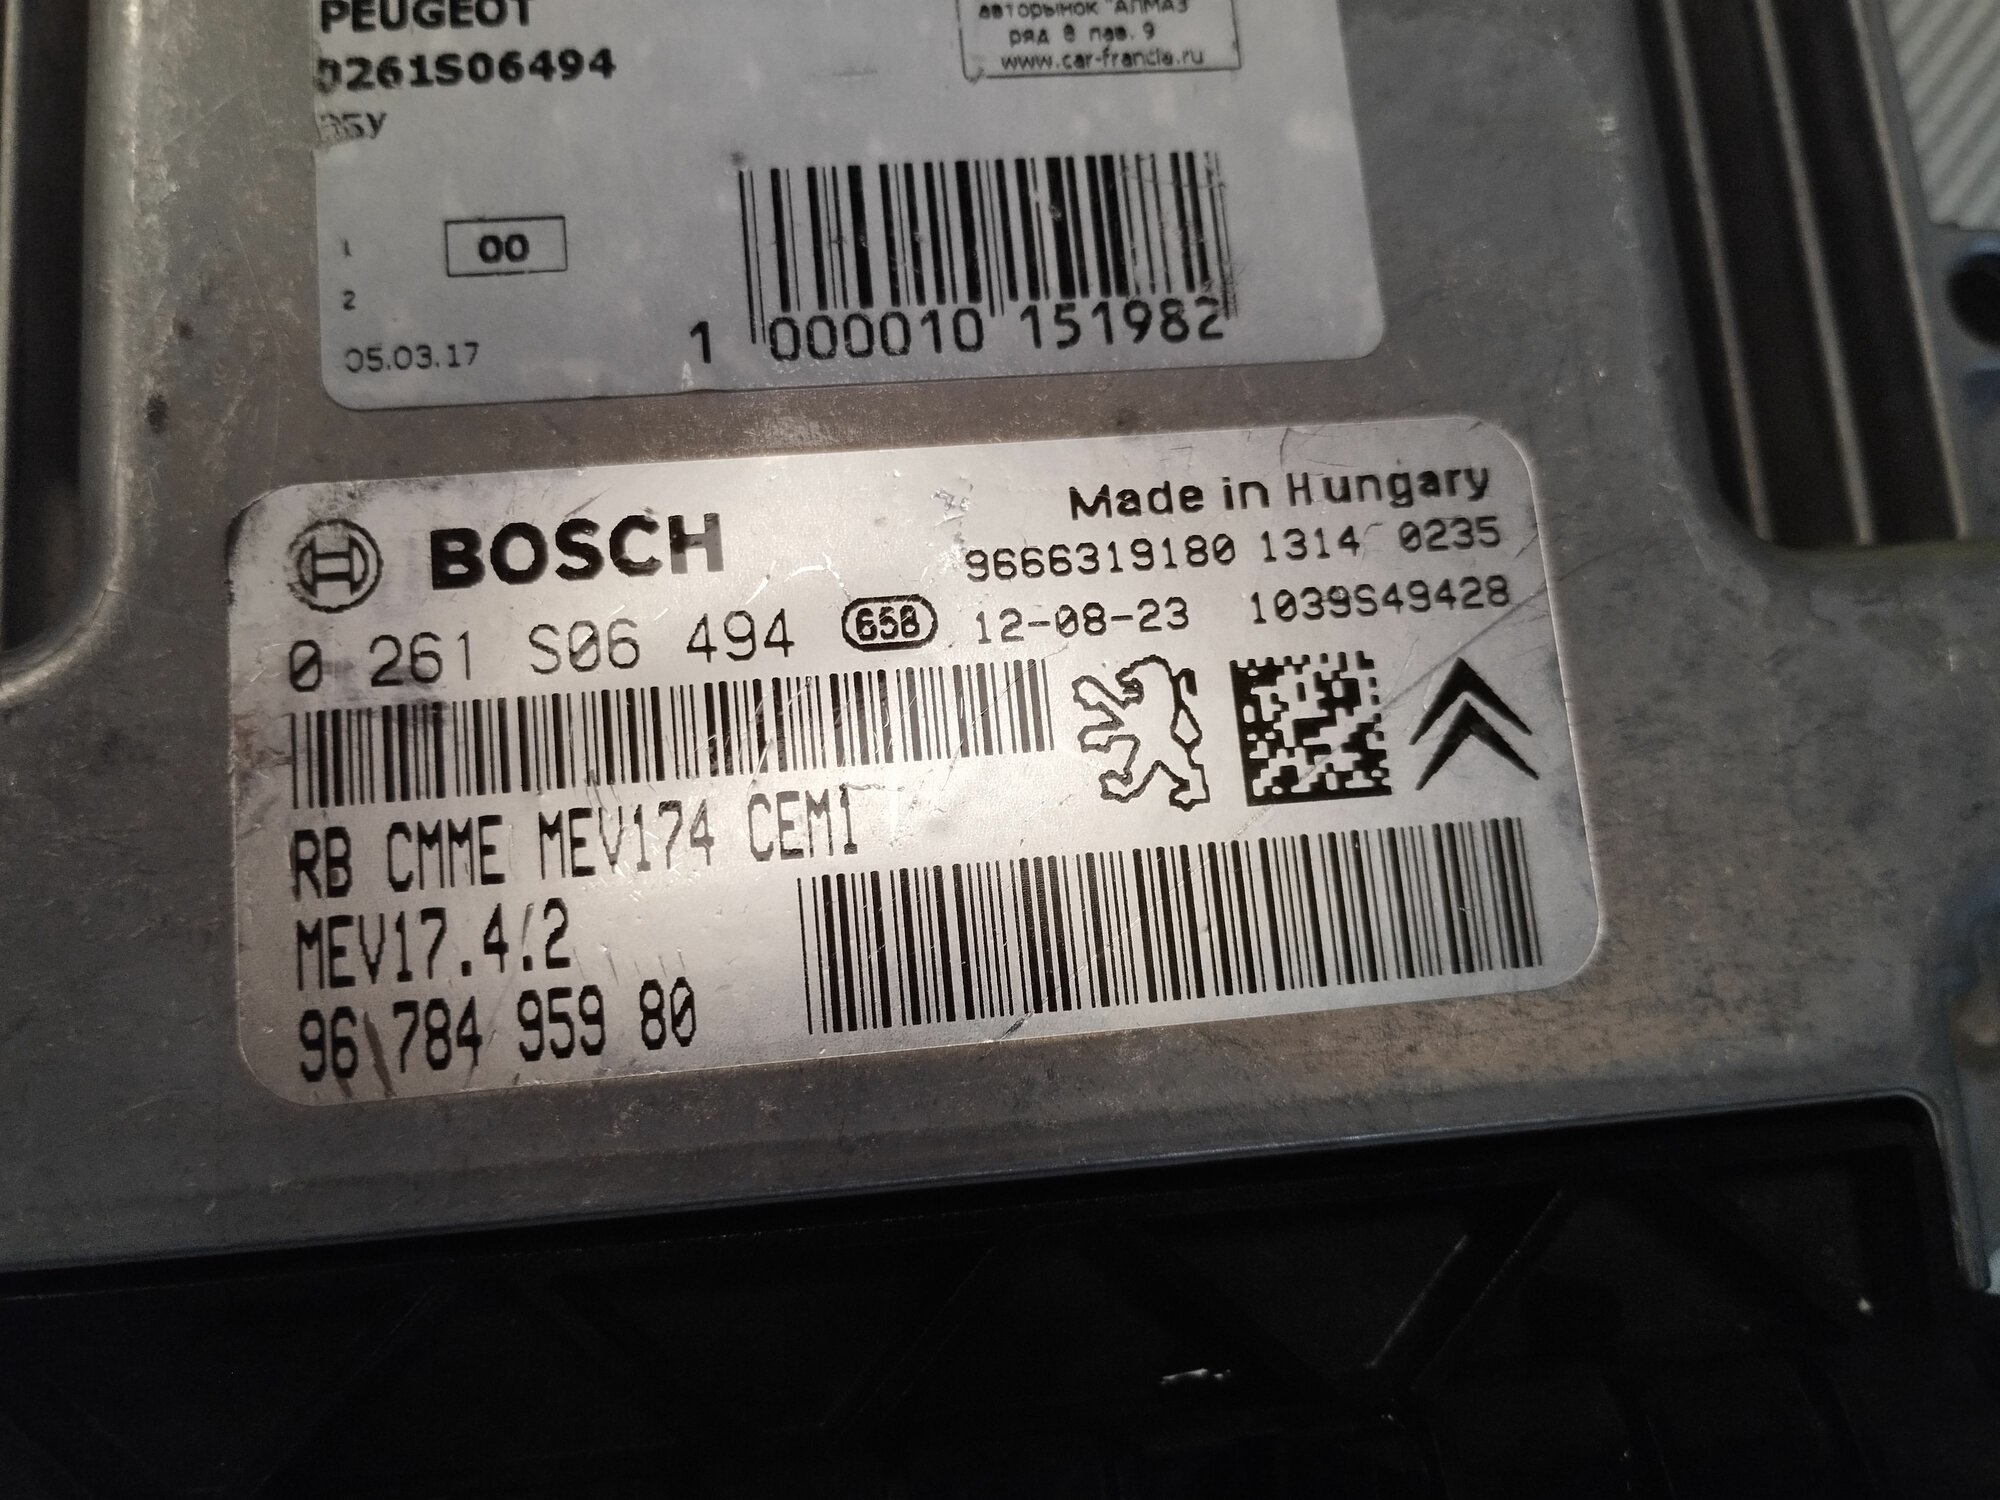 PEUGEOT
0261S06494
авторынок "АЛМАЗ
ряд 8 пав. 9
www.car-francia.ru
1
00
2
05.03.17
1 000010 151982
BOSCH
Made in Hungary
9666319180 1314 0235
0 261 S06 494 658 12-08-23 1039S49428
RB CMME MEV174 CEM1
MEV17.4.2
96 784 959 80